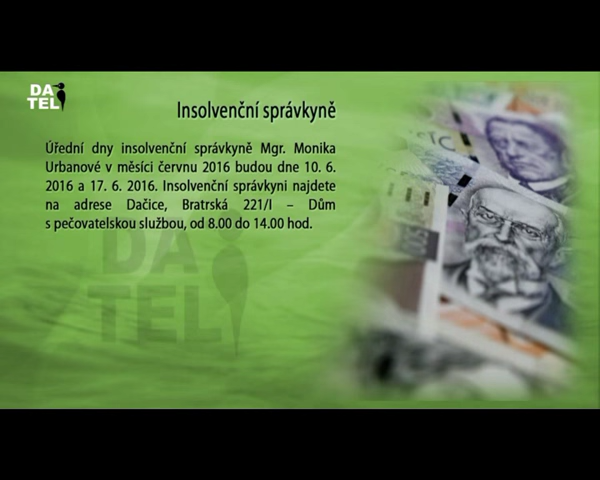 DA
TEL
Insolvenční správkyně
Úřední dny insolvenční správkyně Mgr. Monika
Urbanové v měsíci červnu 2016 budou dne 10. 6.
2016 a 17. 6. 2016. Insolvenční správkyni najdete
na adrese Dačice, Bratrská 221/I – Dům
s pečovatelskou službou, od 8.00 do 14.00 hod.
DA
TEL